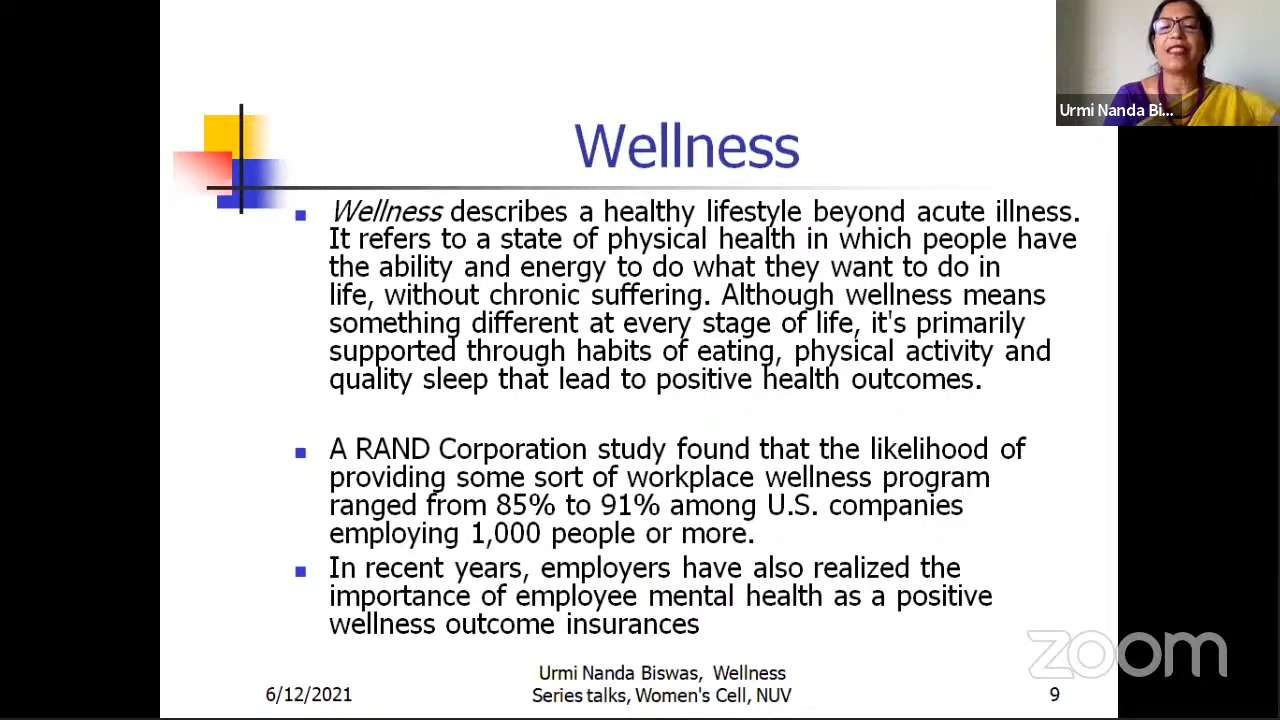 Urmi Nanda Bi...
Wellness
Wellness describes a healthy lifestyle beyond acute illness.
It refers to a state of physical health in which people have
the ability and energy to do what they want to do in
life, without chronic suffering. Although wellness means
something different at every stage of life, it's primarily
supported through habits of eating, physical activity and
quality sleep that lead to positive health outcomes.
A RAND Corporation study found that the likelihood of
providing some sort of workplace wellness program
ranged from 85% to 91% among U.S. companies
employing 1,000 people or more.
In recent years, employers have also realized the
importance of employee mental health as a positive
wellness outcome insurances
zoom
6/12/2021
Urmi Nanda Biswas, Wellness
Series talks, Women's Cell, NUV
9